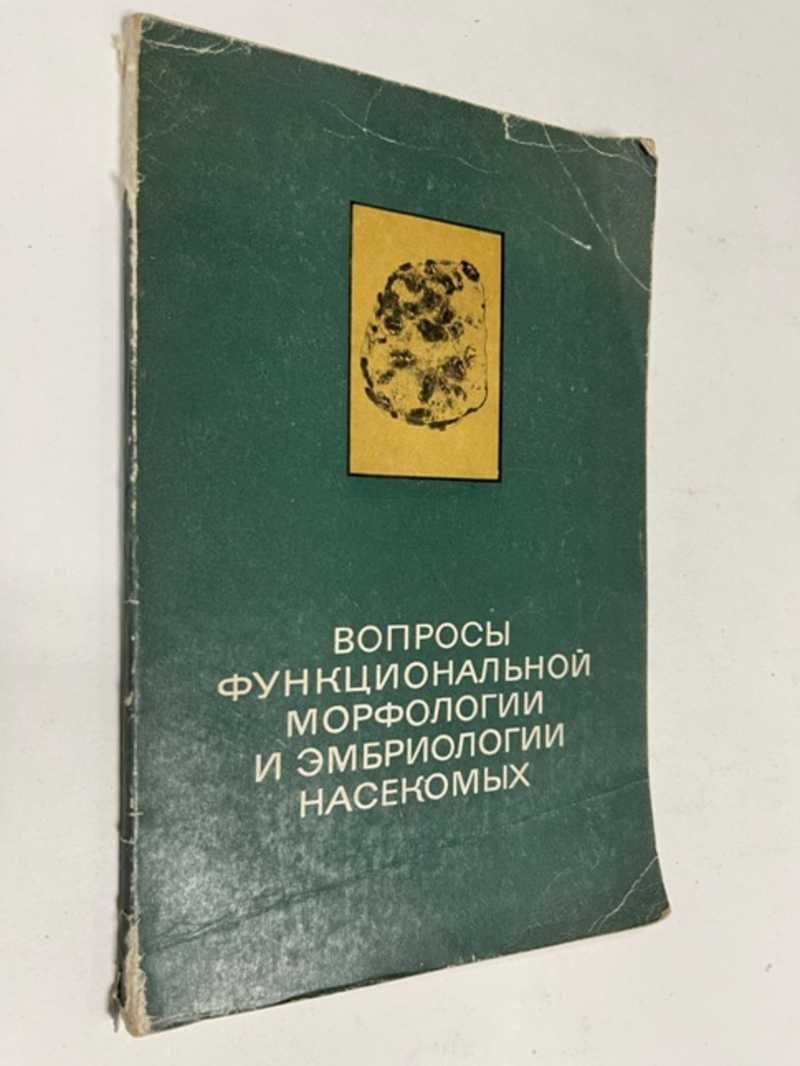 ВОПРОСЫ
ФУНКЦИОНАЛЬНОЙ
МОРФОЛОГИИ
И ЭМБРИОЛОГИИ
НАСЕКОМЫХ